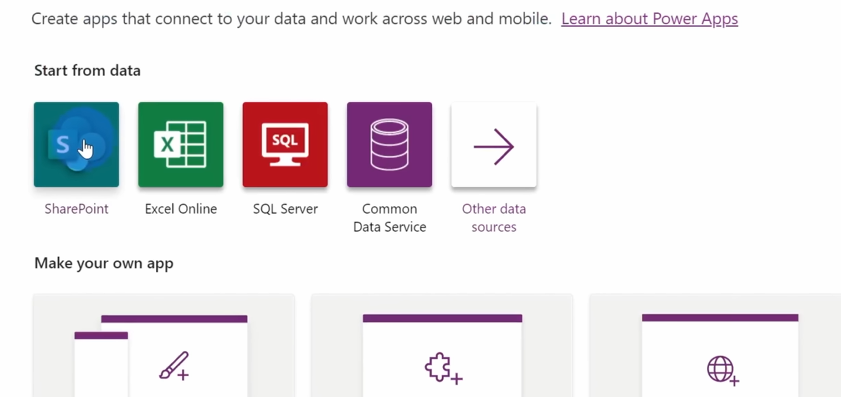 Create apps that connect to your data and work across web and mobile. Learn about Power Apps
Start from data
S
X
SQL
SharePoint
Excel Online
SQL Server
Common
Data Service
Other data
sources
Make your own app